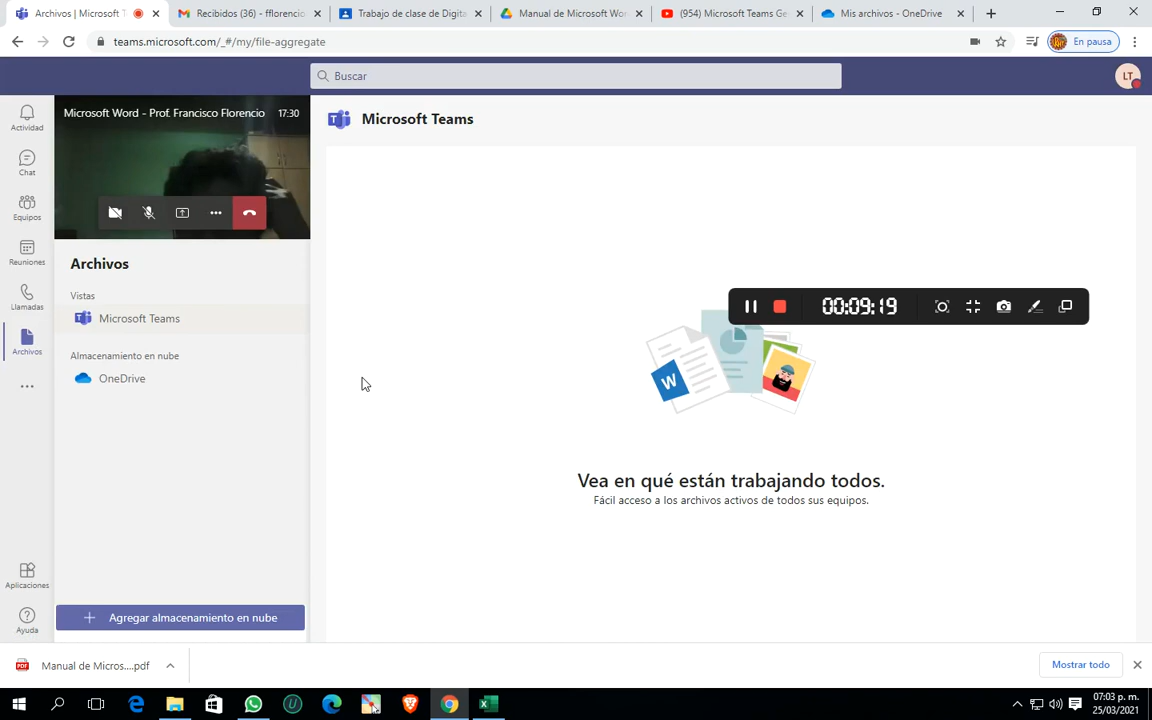 Archivos | Microsoft T
Recibidos (36) - fflorencio
Trabajo de clase de Digita
Manual de Microsoft Wor
(954) Microsoft Teams Ge
Mis archivos - OneDrive
teams.microsoft.com/_#/my/file-aggregate
En pausa
Buscar
LT
Actividad
Chat
Equipos
Reuniones
Llamadas
Archivos
Aplicaciones
Ayuda
Microsoft Word - Prof. Francisco Florencio 17:30
Archivos
Vistas
Microsoft Teams
Almacenamiento en nube
OneDrive
Agregar almacenamiento en nube
Microsoft Teams
00:09:19
W
Vea en qué están trabajando todos.
Fácil acceso a los archivos activos de todos sus equipos.
Manual de Micros....pdf
Mostrar todo
07:03 p. m.
25/03/2021